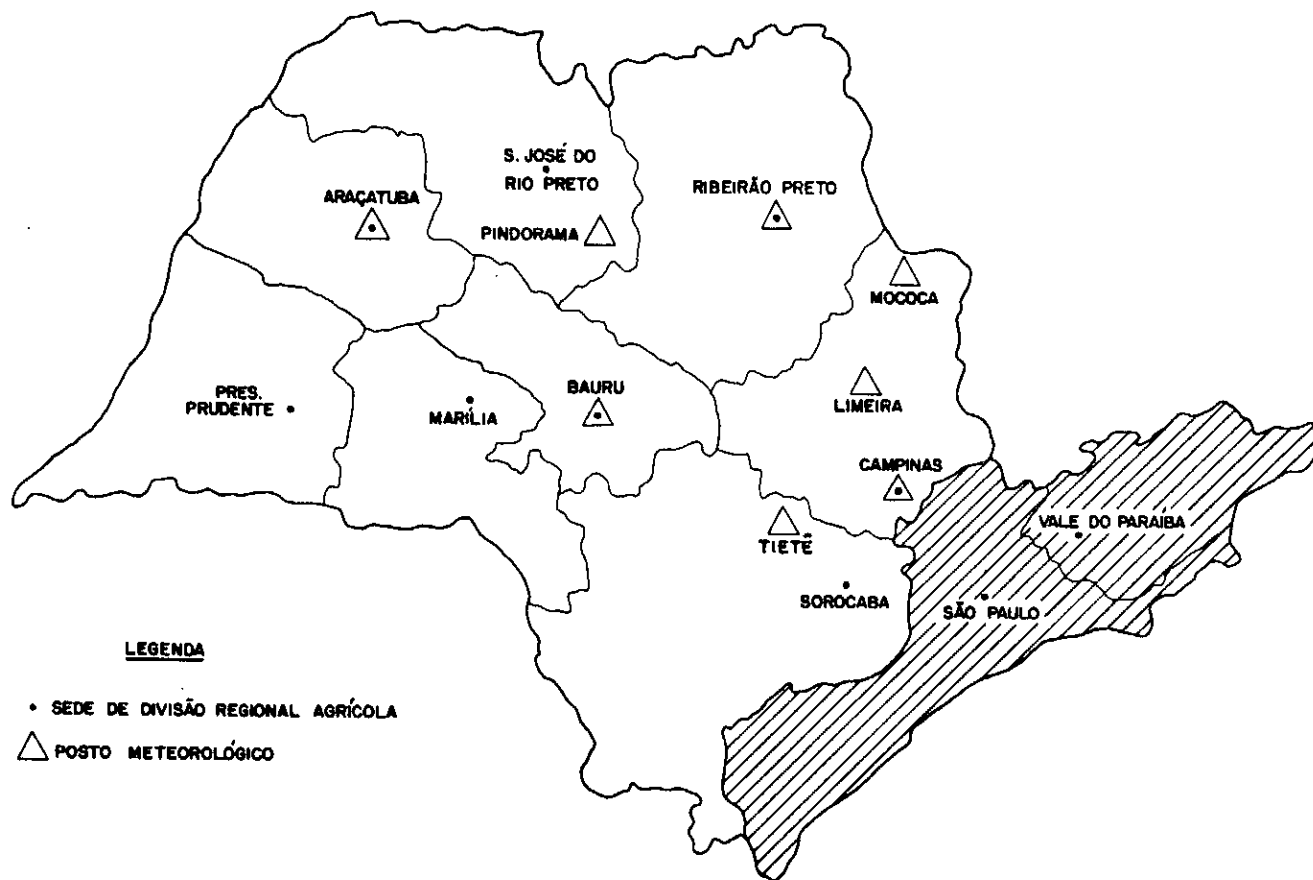 S. JOSÉ DO
RIO PRETO
ARAÇATUBA
RIBEIRÃO PRETO
PINDORAMA
MOCOCA
PRES.
PRUDENTE
MARÍLIA
BAURU
LIMEIRA
CAMPINAS
TIETÊ
VALE DO PARAÍBA
SOROCABA
SÃO PAULO
LEGENDA
• SEDE DE DIVISÃO REGIONAL AGRÍCOLA
△ POSTO METEOROLÓGICO